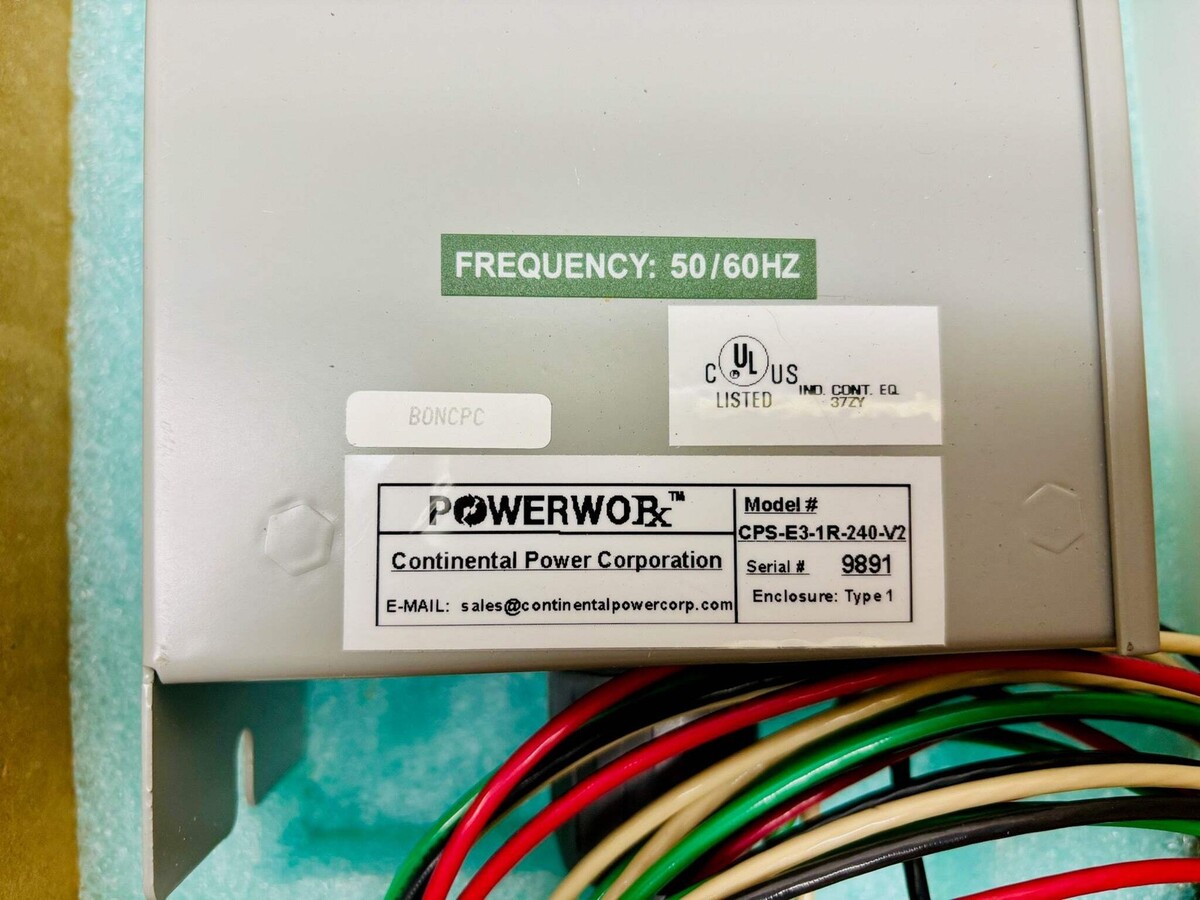 FREQUENCY: 50/60HZ
C UL US
LISTED
IND. CONT. EQ.
37ZY
BONCPC
POWERWORx™
Continental Power Corporation
E-MAIL: sales@continentalpowercorp.com
Model #
CPS-E3-1R-240-V2
Serial # 9891
Enclosure: Type 1